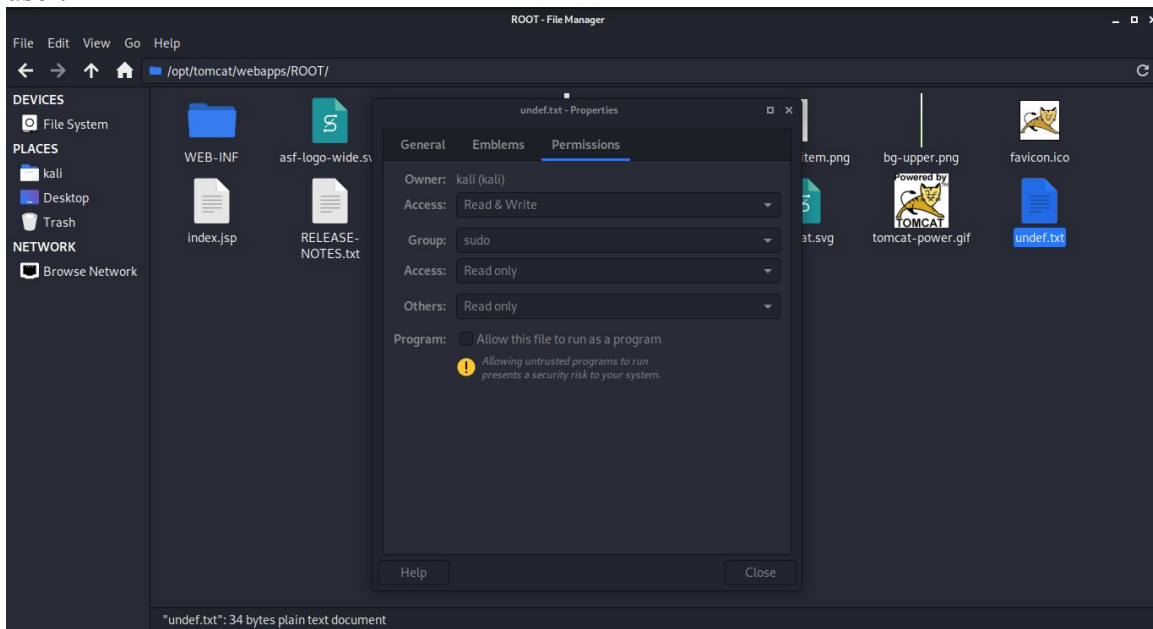 ROOT - File Manager
File Edit View Go Help
/opt/tomcat/webapps/ROOT/
DEVICES
File System
PLACES
kali
Desktop
Trash
NETWORK
Browse Network
WEB-INF
asf-logo-wide.sv
item.png
bg-upper.png
favicon.ico
index.jsp
RELEASE-
NOTES.txt
at.svg
Powered by
TOMCAT
tomcat-power.gif
undef.txt
undef.txt - Properties
General Emblems Permissions
Owner: kali (kali)
Access: Read & Write
Group: sudo
Access: Read only
Others: Read only
Program: Allow this file to run as a program
Allowing untrusted programs to run
presents a security risk to your system.
Help Close
"undef.txt": 34 bytes plain text document